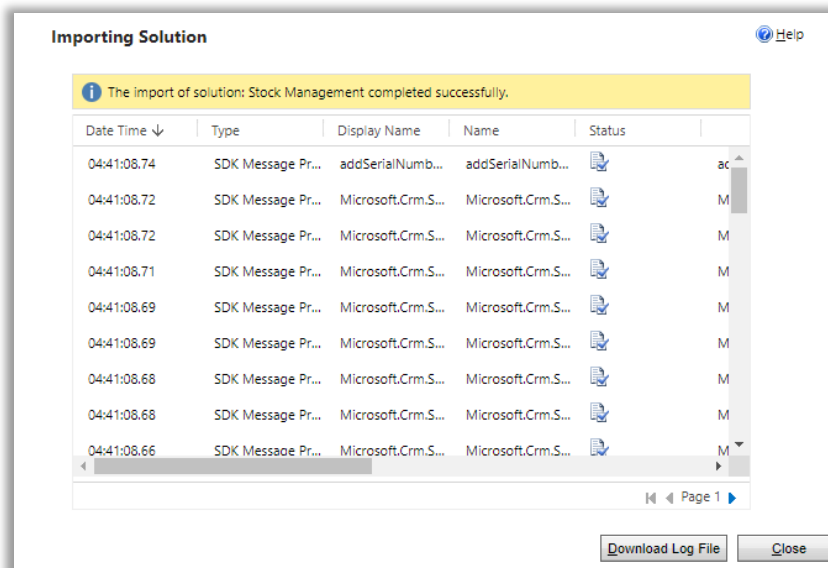 Importing Solution
Help
The import of solution: Stock Management completed successfully.
Date Time Type Display Name Name Status
04:41:08.74 SDK Message Pr... addSerialNumb... addSerialNumb... ac
04:41:08.72 SDK Message Pr... Microsoft.Crm.S... Microsoft.Crm.S... M
04:41:08.72 SDK Message Pr... Microsoft.Crm.S... Microsoft.Crm.S... M
04:41:08.71 SDK Message Pr... Microsoft.Crm.S... Microsoft.Crm.S... M
04:41:08.69 SDK Message Pr... Microsoft.Crm.S... Microsoft.Crm.S... M
04:41:08.69 SDK Message Pr... Microsoft.Crm.S... Microsoft.Crm.S... M
04:41:08.68 SDK Message Pr... Microsoft.Crm.S... Microsoft.Crm.S... M
04:41:08.68 SDK Message Pr... Microsoft.Crm.S... Microsoft.Crm.S... M
04:41:08.66 SDK Message Pr... Microsoft.Crm.S... Microsoft.Crm.S... M
Page 1
Download Log File Close